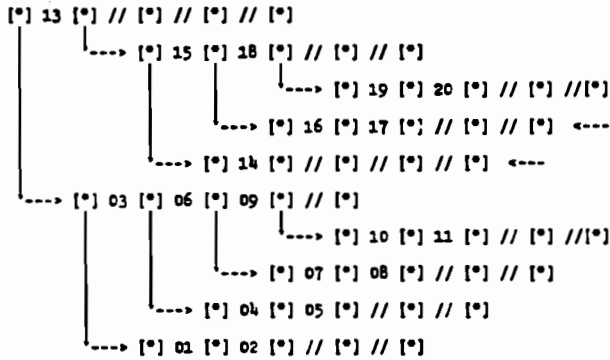 [*] 13 [*] // [*] // [*] // [*]
----> [*] 15 [*] 18 [*] // [*] // [*]
----> [*] 19 [*] 20 [*] // [*] //[*]
----> [*] 16 [*] 17 [*] // [*] // [*] <---
----> [*] 14 [*] // [*] // [*] // [*] <---
----> [*] 03 [*] 06 [*] 09 [*] // [*]
----> [*] 10 [*] 11 [*] // [*] //[*]
----> [*] 07 [*] 08 [*] // [*] // [*]
----> [*] 04 [*] 05 [*] // [*] // [*]
----> [*] 01 [*] 02 [*] // [*] // [*]